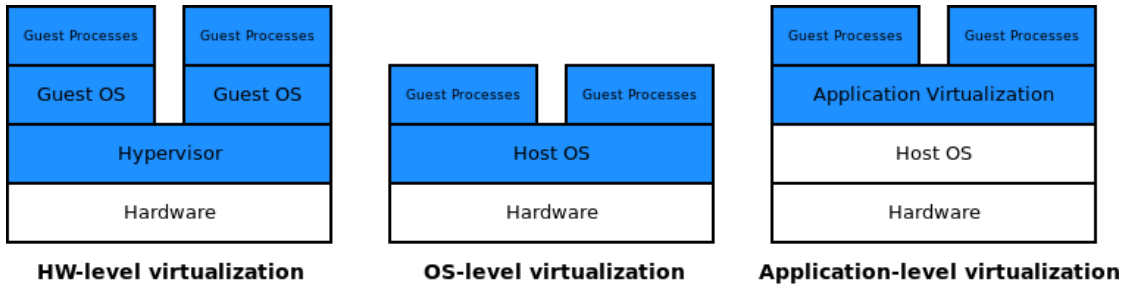 Guest Processes Guest Processes
Guest OS Guest OS
Hypervisor
Hardware
HW-level virtualization
Guest Processes Guest Processes
Host OS
Hardware
OS-level virtualization
Guest Processes Guest Processes
Application Virtualization
Host OS
Hardware
Application-level virtualization